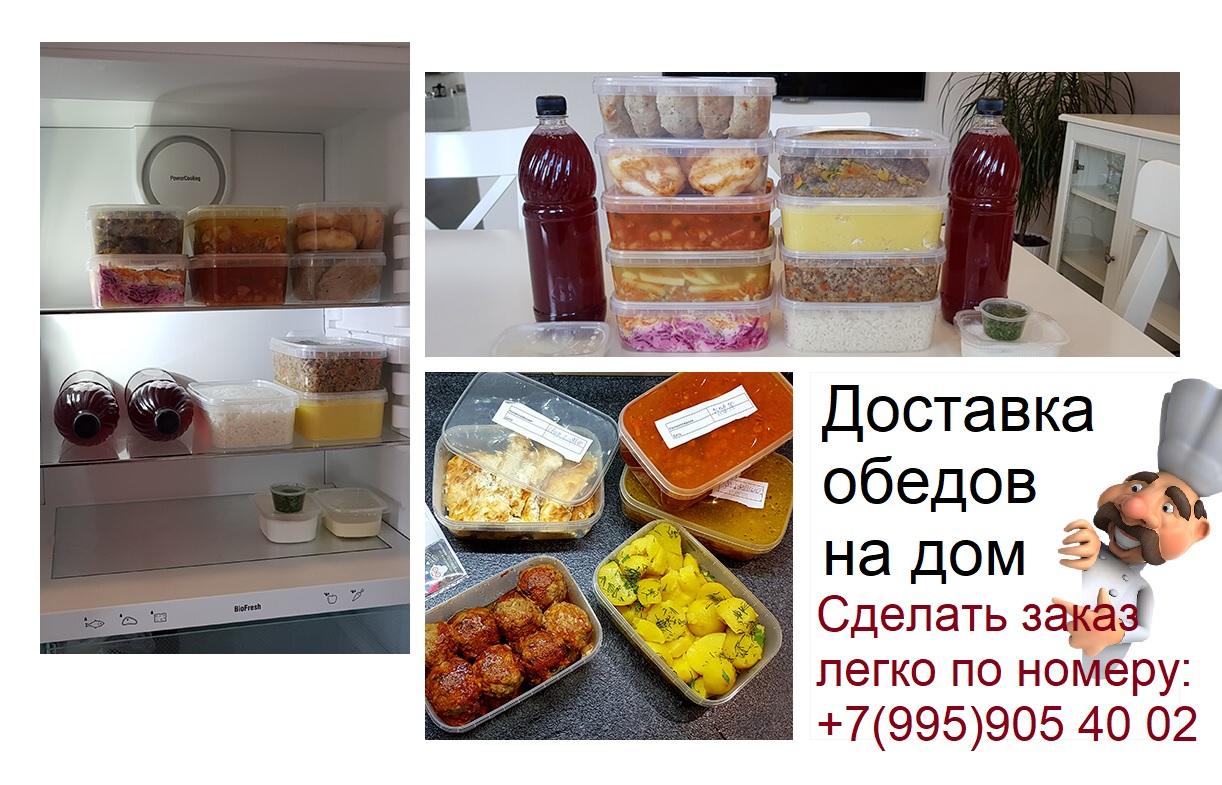 PowerCooling
BioFresh
Доставка
обедов
на дом
Сделать заказ
легко по номеру:
+7(995)905 40 02